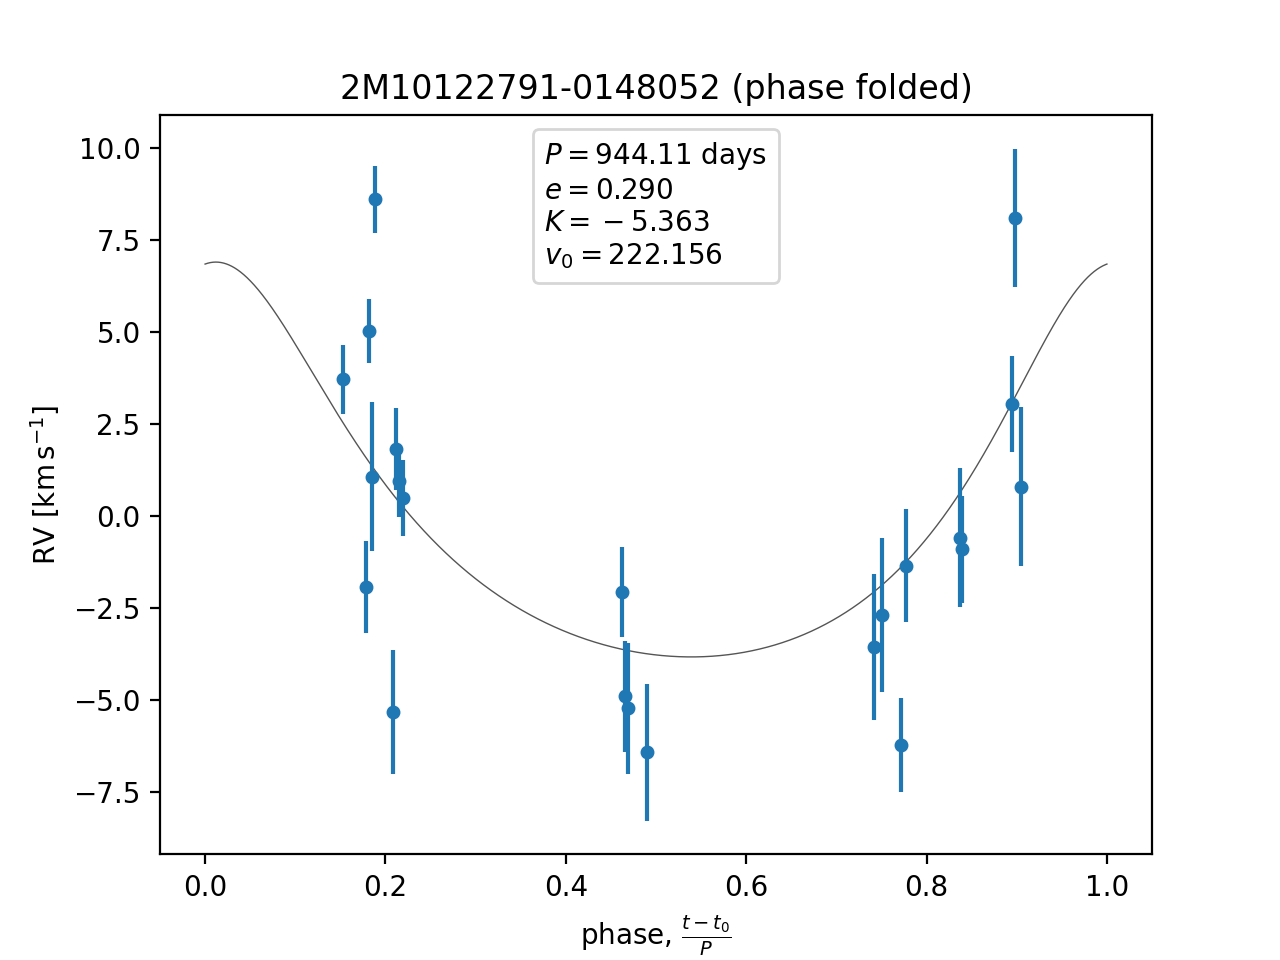 2M10122791-0148052 (phase folded)
P = 944.11 days
e = 0.290
K = −5.363
v₀ = 222.156
10.0
7.5
5.0
2.5
0.0
−2.5
−5.0
−7.5
RV [km s⁻¹]
0.0 0.2 0.4 0.6 0.8 1.0
phase, (t − t₀)/P